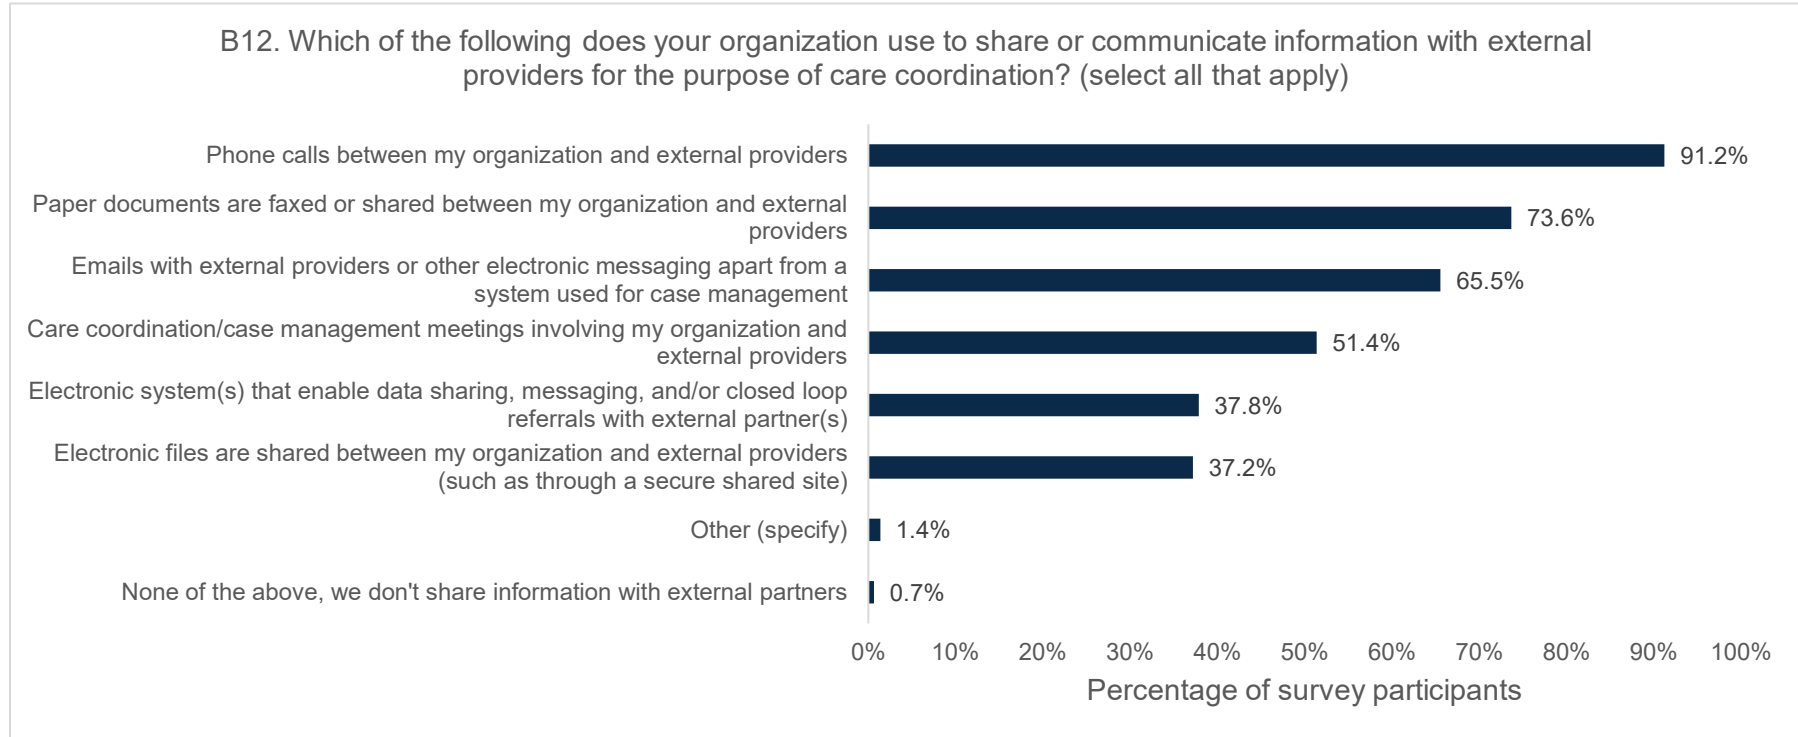 B12. Which of the following does your organization use to share or communicate information with external
providers for the purpose of care coordination? (select all that apply)
Phone calls between my organization and external providers
91.2%
Paper documents are faxed or shared between my organization and external
providers
73.6%
Emails with external providers or other electronic messaging apart from a
system used for case management
65.5%
Care coordination/case management meetings involving my organization and
external providers
51.4%
Electronic system(s) that enable data sharing, messaging, and/or closed loop
referrals with external partner(s)
37.8%
Electronic files are shared between my organization and external providers
(such as through a secure shared site)
37.2%
Other (specify)
1.4%
None of the above, we don't share information with external partners
0.7%
0% 10% 20% 30% 40% 50% 60% 70% 80% 90% 100%
Percentage of survey participants